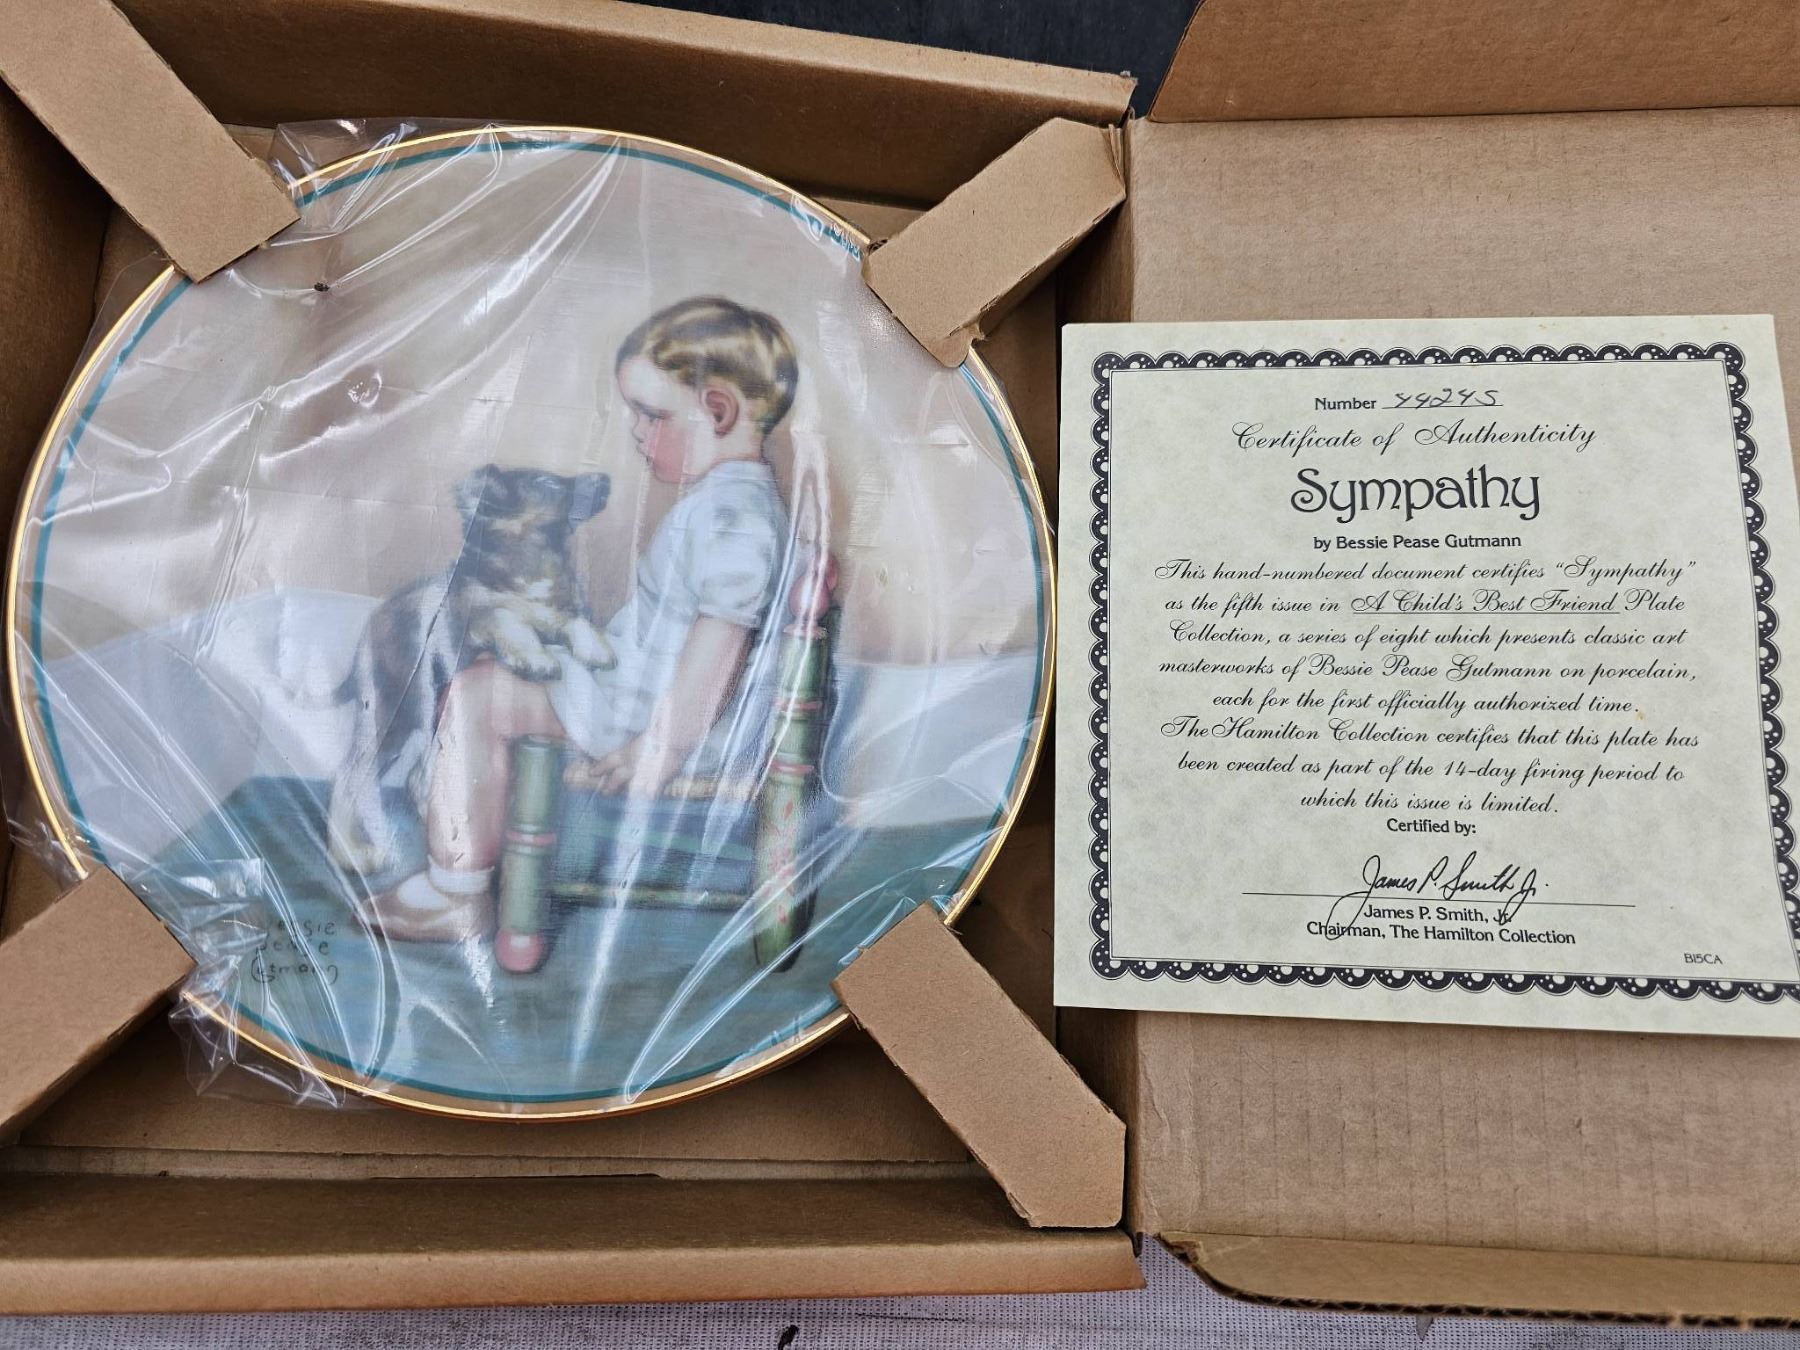 Number 44245
Certificate of Authenticity
Sympathy
by Bessie Pease Gutmann
This hand-numbered document certifies "Sympathy"
as the fifth issue in A Child's Best Friend Plate
Collection, a series of eight which presents classic art
masterworks of Bessie Pease Gutmann on porcelain,
each for the first officially authorized time.
The Hamilton Collection certifies that this plate has
been created as part of the 14-day firing period to
which this issue is limited.
Certified by:
James P. Smith Jr.
James P. Smith, Jr.
Chairman, The Hamilton Collection
B15CA